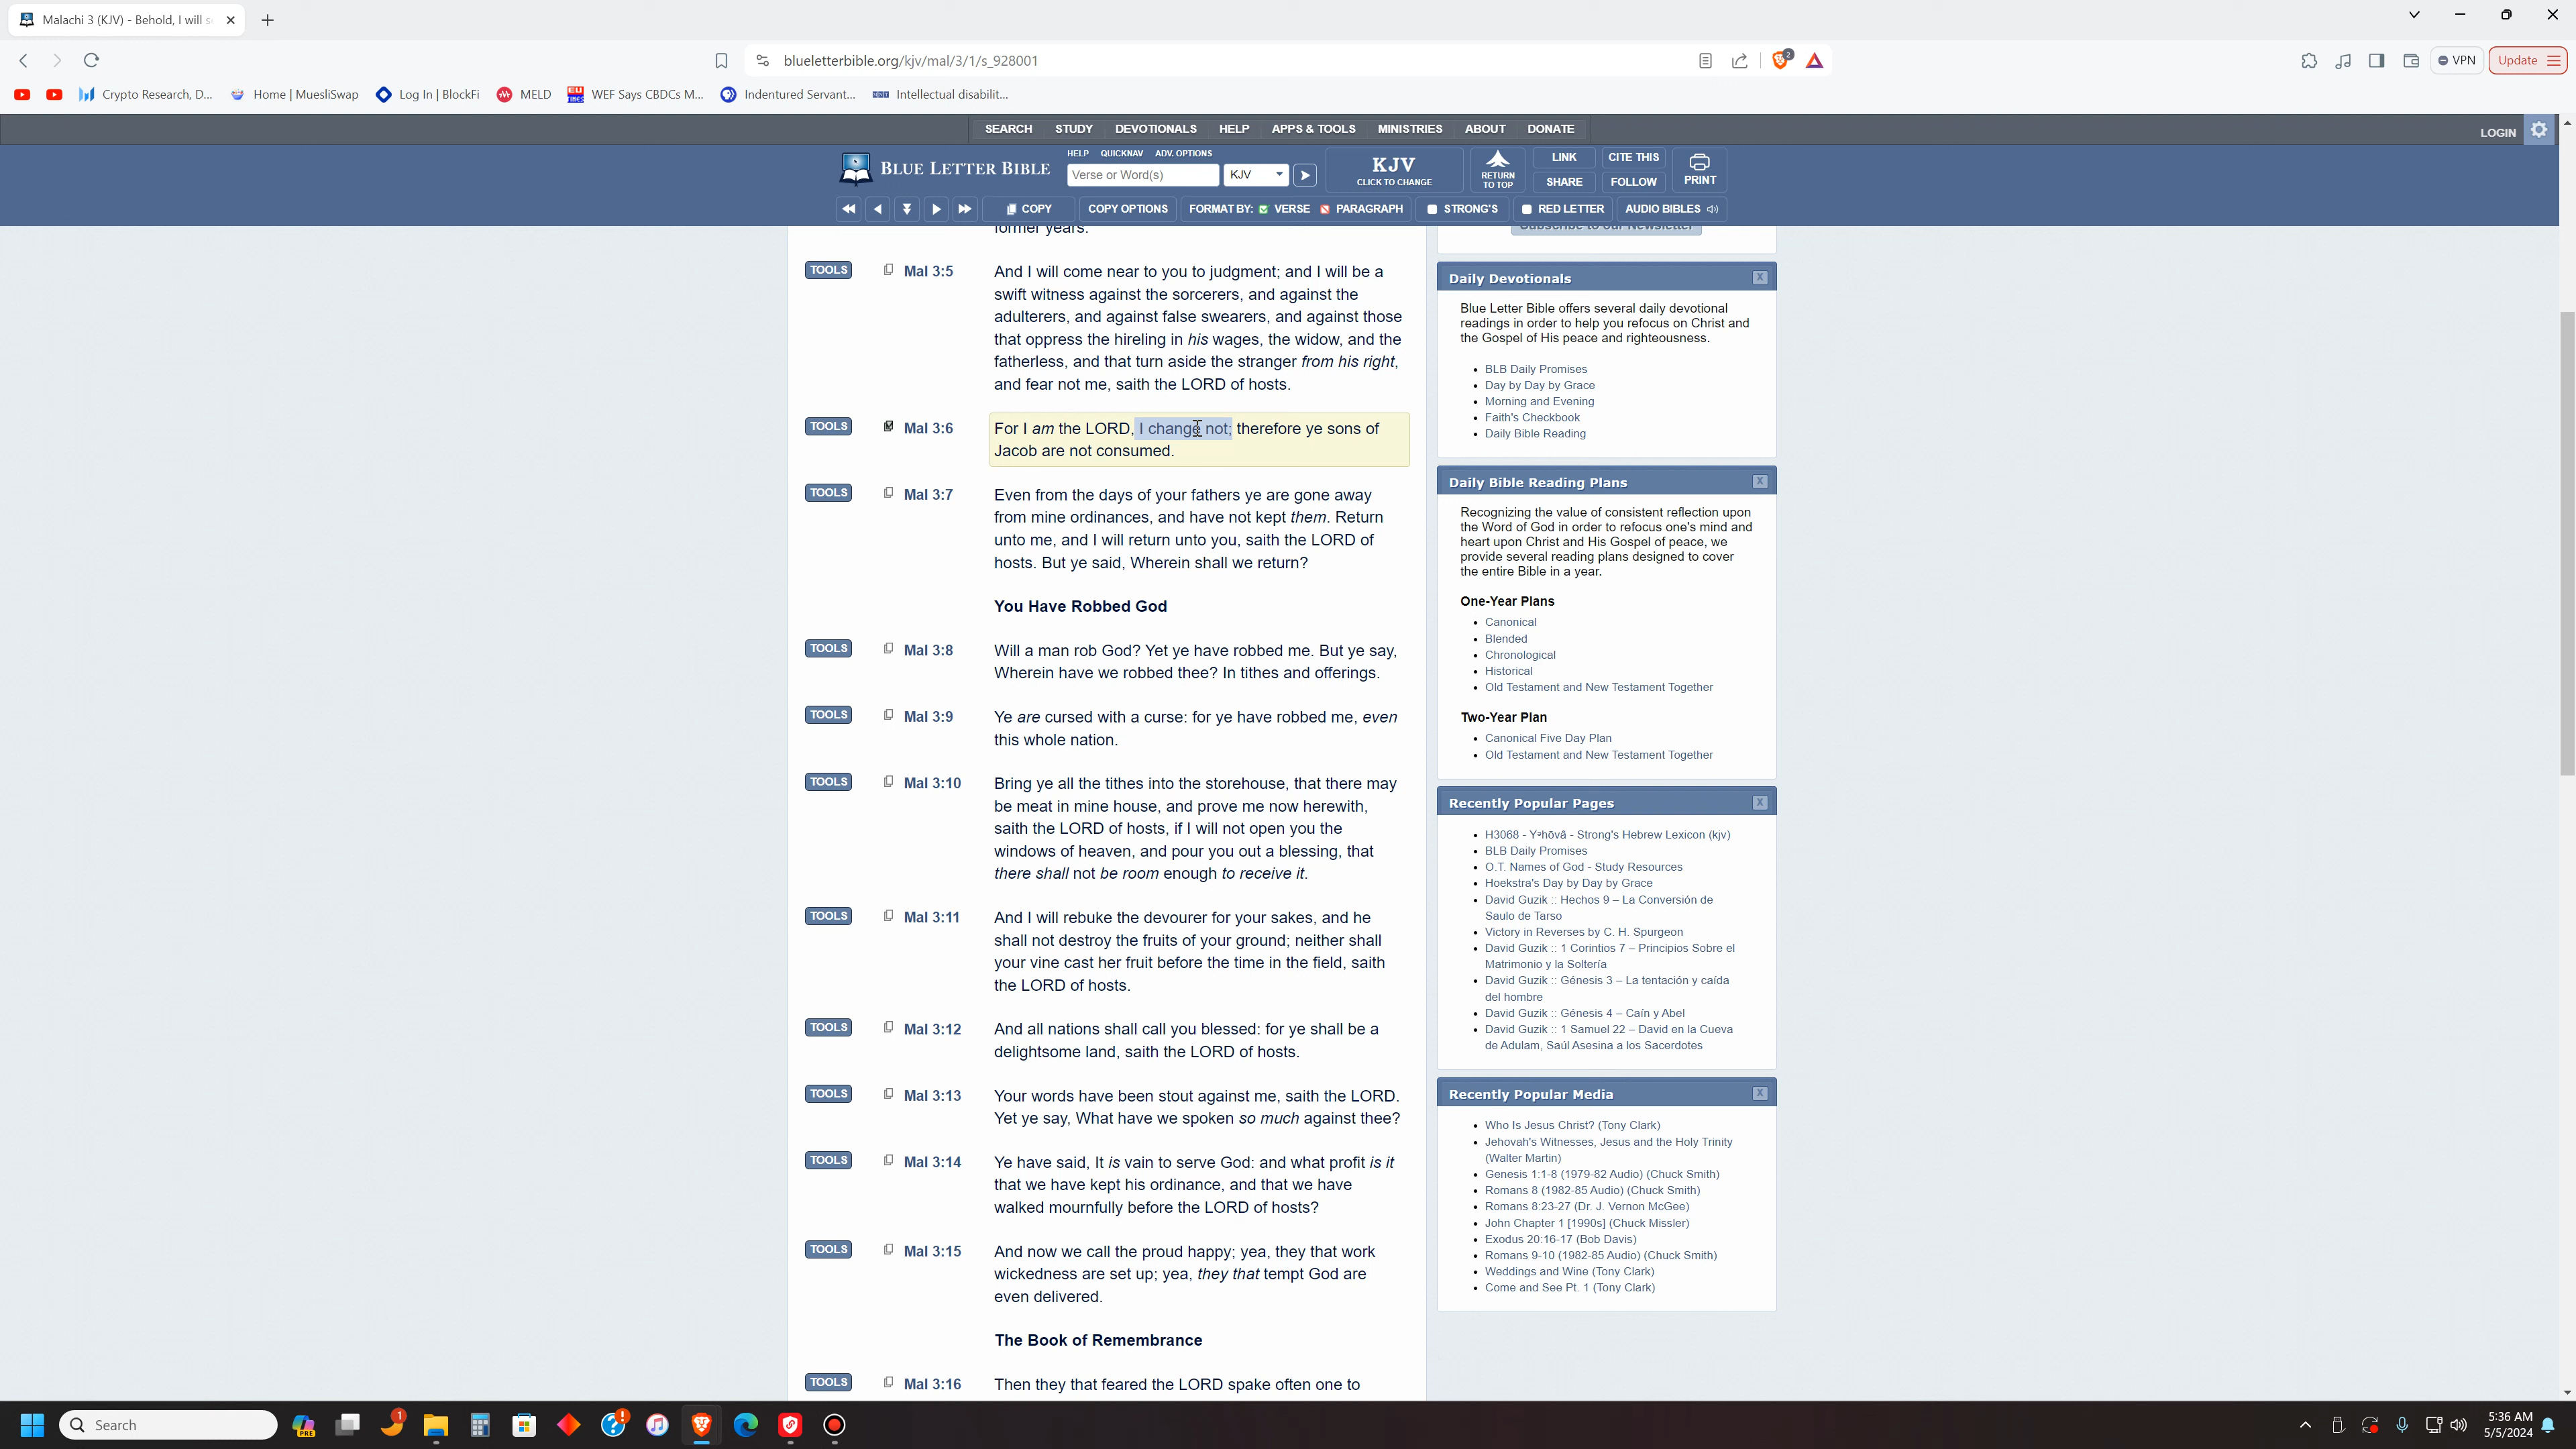 Malachi 3 (KJV) - Behold, I will s
blueletterbible.org/kjv/mal/3/1/s_928001
2
VPN
Update
Crypto Research, D...
Home | MuesliSwap
Log In | BlockFi
MELD
WEF Says CBDCs M...
Indentured Servant...
Intellectual disabilit...
SEARCH STUDY DEVOTIONALS HELP APPS & TOOLS MINISTRIES ABOUT DONATE
LOGIN
BLUE LETTER BIBLE
HELP QUICKNAV ADV. OPTIONS
Verse or Word(s)
KJV
KJV
CLICK TO CHANGE
RETURN
TO TOP
LINK
CITE THIS
SHARE
FOLLOW
PRINT
COPY
COPY OPTIONS
FORMAT BY: VERSE PARAGRAPH
STRONG'S
RED LETTER
AUDIO BIBLES
former years.
TOOLS Mal 3:5 And I will come near to you to judgment; and I will be a
swift witness against the sorcerers, and against the
adulterers, and against false swearers, and against those
that oppress the hireling in his wages, the widow, and the
fatherless, and that turn aside the stranger from his right,
and fear not me, saith the LORD of hosts.
TOOLS Mal 3:6 For I am the LORD, I change not; therefore ye sons of
Jacob are not consumed.
TOOLS Mal 3:7 Even from the days of your fathers ye are gone away
from mine ordinances, and have not kept them. Return
unto me, and I will return unto you, saith the LORD of
hosts. But ye said, Wherein shall we return?
You Have Robbed God
TOOLS Mal 3:8 Will a man rob God? Yet ye have robbed me. But ye say,
Wherein have we robbed thee? In tithes and offerings.
TOOLS Mal 3:9 Ye are cursed with a curse: for ye have robbed me, even
this whole nation.
TOOLS Mal 3:10 Bring ye all the tithes into the storehouse, that there may
be meat in mine house, and prove me now herewith,
saith the LORD of hosts, if I will not open you the
windows of heaven, and pour you out a blessing, that
there shall not be room enough to receive it.
TOOLS Mal 3:11 And I will rebuke the devourer for your sakes, and he
shall not destroy the fruits of your ground; neither shall
your vine cast her fruit before the time in the field, saith
the LORD of hosts.
TOOLS Mal 3:12 And all nations shall call you blessed: for ye shall be a
delightsome land, saith the LORD of hosts.
TOOLS Mal 3:13 Your words have been stout against me, saith the LORD.
Yet ye say, What have we spoken so much against thee?
TOOLS Mal 3:14 Ye have said, It is vain to serve God: and what profit is it
that we have kept his ordinance, and that we have
walked mournfully before the LORD of hosts?
TOOLS Mal 3:15 And now we call the proud happy; yea, they that work
wickedness are set up; yea, they that tempt God are
even delivered.
The Book of Remembrance
TOOLS Mal 3:16 Then they that feared the LORD spake often one to
Subscribe to our Newsletter
Daily Devotionals X
Blue Letter Bible offers several daily devotional
readings in order to help you refocus on Christ and
the Gospel of His peace and righteousness.
• BLB Daily Promises
• Day by Day by Grace
• Morning and Evening
• Faith's Checkbook
• Daily Bible Reading
Daily Bible Reading Plans X
Recognizing the value of consistent reflection upon
the Word of God in order to refocus one's mind and
heart upon Christ and His Gospel of peace, we
provide several reading plans designed to cover
the entire Bible in a year.
One-Year Plans
• Canonical
• Blended
• Chronological
• Historical
• Old Testament and New Testament Together
Two-Year Plan
• Canonical Five Day Plan
• Old Testament and New Testament Together
Recently Popular Pages X
• H3068 - Yᵊhōvâ - Strong's Hebrew Lexicon (kjv)
• BLB Daily Promises
• O.T. Names of God - Study Resources
• Hoekstra's Day by Day by Grace
• David Guzik :: Hechos 9 – La Conversión de
Saulo de Tarso
• Victory in Reverses by C. H. Spurgeon
• David Guzik :: 1 Corintios 7 – Principios Sobre el
Matrimonio y la Soltería
• David Guzik :: Génesis 3 – La tentación y caída
del hombre
• David Guzik :: Génesis 4 – Caín y Abel
• David Guzik :: 1 Samuel 22 – David en la Cueva
de Adulam, Saúl Asesina a los Sacerdotes
Recently Popular Media X
• Who Is Jesus Christ? (Tony Clark)
• Jehovah's Witnesses, Jesus and the Holy Trinity
(Walter Martin)
• Genesis 1:1-8 (1979-82 Audio) (Chuck Smith)
• Romans 8 (1982-85 Audio) (Chuck Smith)
• Romans 8:23-27 (Dr. J. Vernon McGee)
• John Chapter 1 [1990s] (Chuck Missler)
• Exodus 20:16-17 (Bob Davis)
• Romans 9-10 (1982-85 Audio) (Chuck Smith)
• Weddings and Wine (Tony Clark)
• Come and See Pt. 1 (Tony Clark)
Search
PRE
1
5:36 AM
5/5/2024